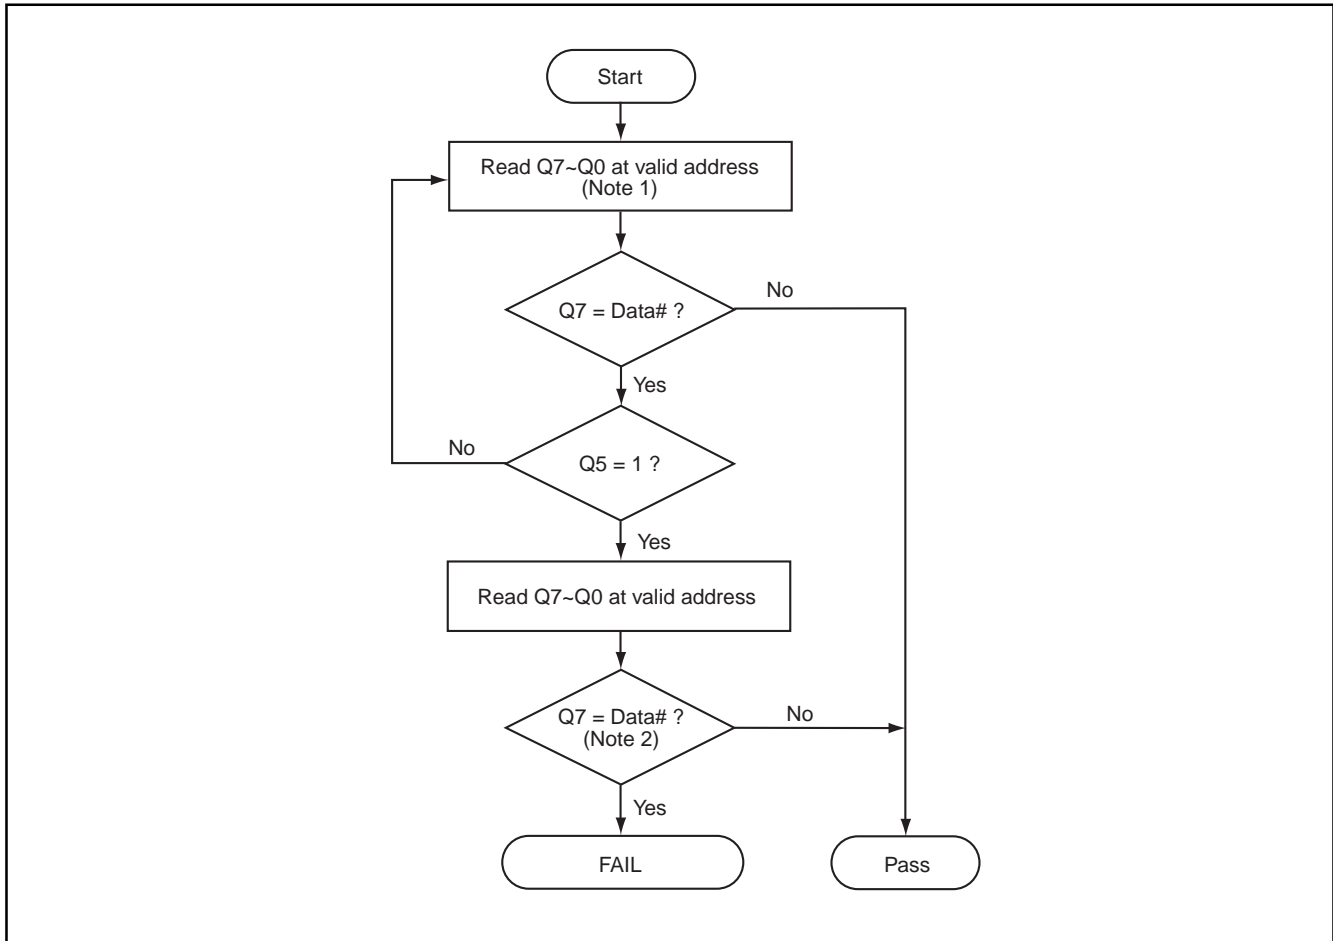 Start
Read Q7~Q0 at valid address
(Note 1)
Q7 = Data# ?
No
Yes
No
Q5 = 1 ?
Yes
Read Q7~Q0 at valid address
Q7 = Data# ?
(Note 2)
No
Yes
FAIL
Pass